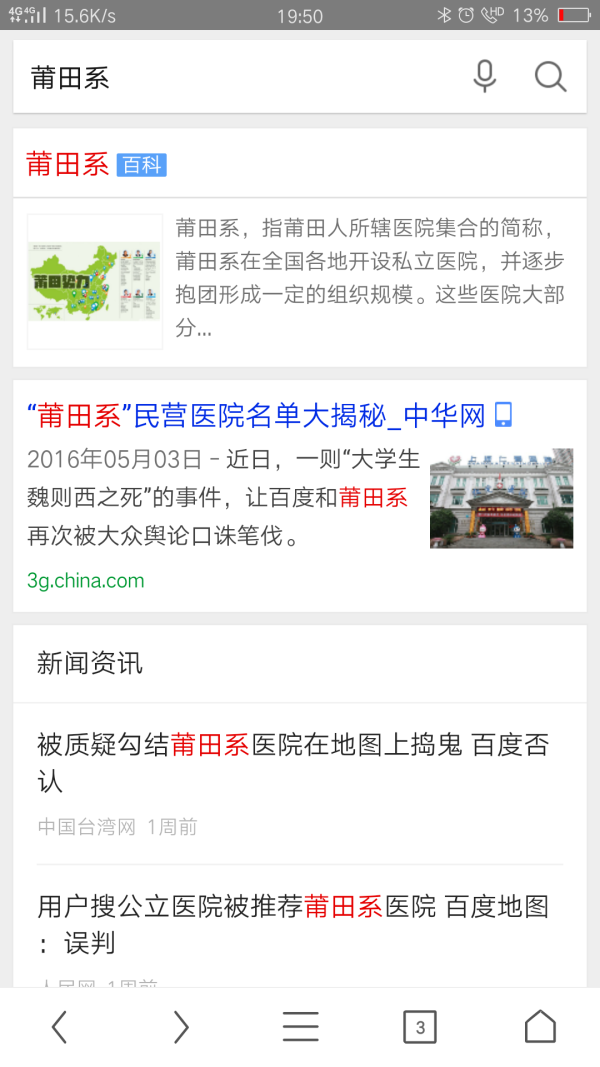 4G 4G 15.6K/s 19:50 HD 13%
莆田系
莆田系 百科
莆田势力
莆田系，指莆田人所辖医院集合的简称，
莆田系在全国各地开设私立医院，并逐步
抱团形成一定的组织规模。这些医院大部
分...
“莆田系”民营医院名单大揭秘_中华网
2016年05月03日 - 近日，一则“大学生
魏则西之死”的事件，让百度和莆田系
再次被大众舆论口诛笔伐。
3g.china.com
新闻资讯
被质疑勾结莆田系医院在地图上捣鬼 百度否
认
中国台湾网 1周前
用户搜公立医院被推荐莆田系医院 百度地图
：误判
人民网 1周前
3